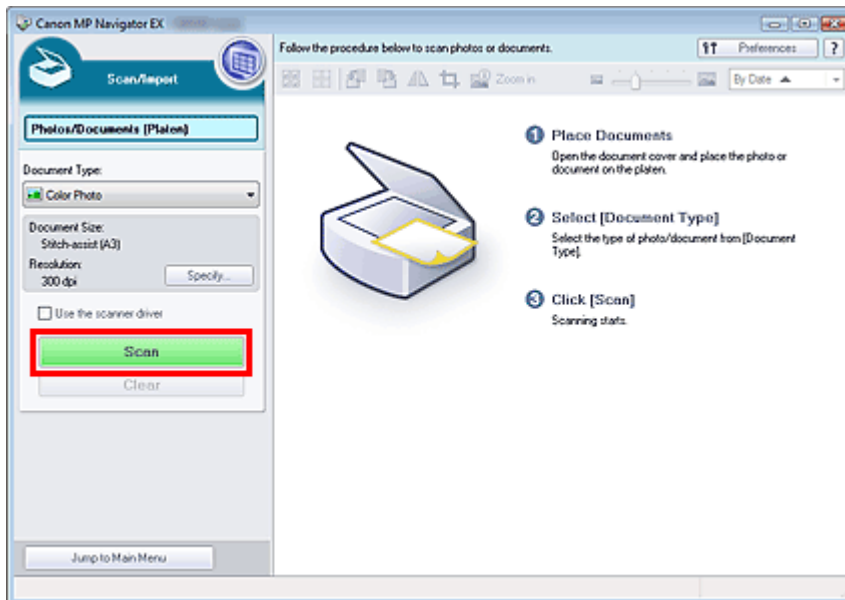 Canon MP Navigator EX
Scan/Import
Photos/Documents (Platen)
Document Type:
Color Photo
Document Size:
Stitch-assist (A3)
Resolution:
300 dpi
Specify...
Use the scanner driver
Scan
Clear
Jump to Main Menu
Follow the procedure below to scan photos or documents.
Preferences
?
Zoom in
By Date
1 Place Documents
Open the document cover and place the photo or
document on the platen.
2 Select [Document Type]
Select the type of photo/document from [Document
Type].
3 Click [Scan]
Scanning starts.